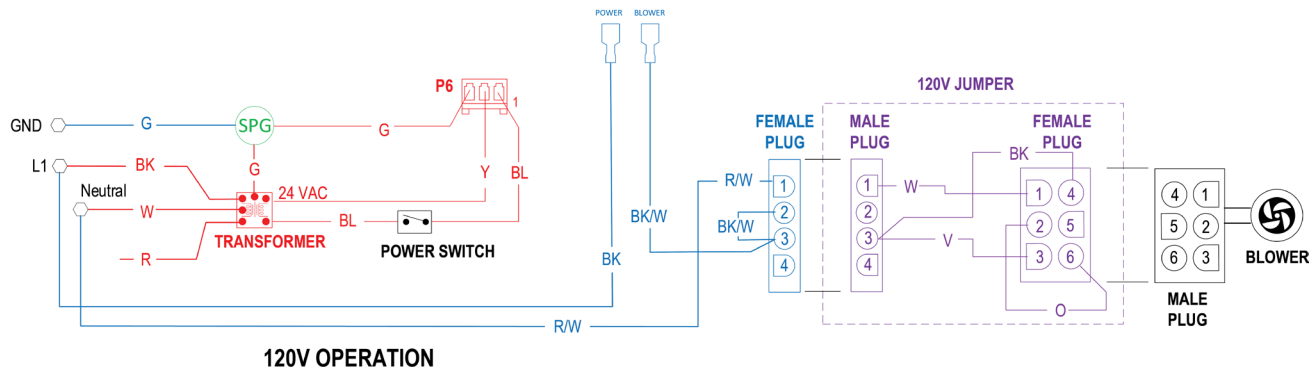 POWER BLOWER
P6
1
120V JUMPER
GND
G
SPG
G
FEMALE
PLUG
MALE
PLUG
FEMALE
PLUG
L1
BK
G
Y
BL
R/W
BK
Neutral
24 VAC
W
BL
POWER SWITCH
TRANSFORMER
R
BK/W
BK/W
BK
1
2
3
4
1
2
3
4
W
V
O
1 4
2 5
3 6
4 1
5 2
6 3
BLOWER
MALE
PLUG
R/W
120V OPERATION